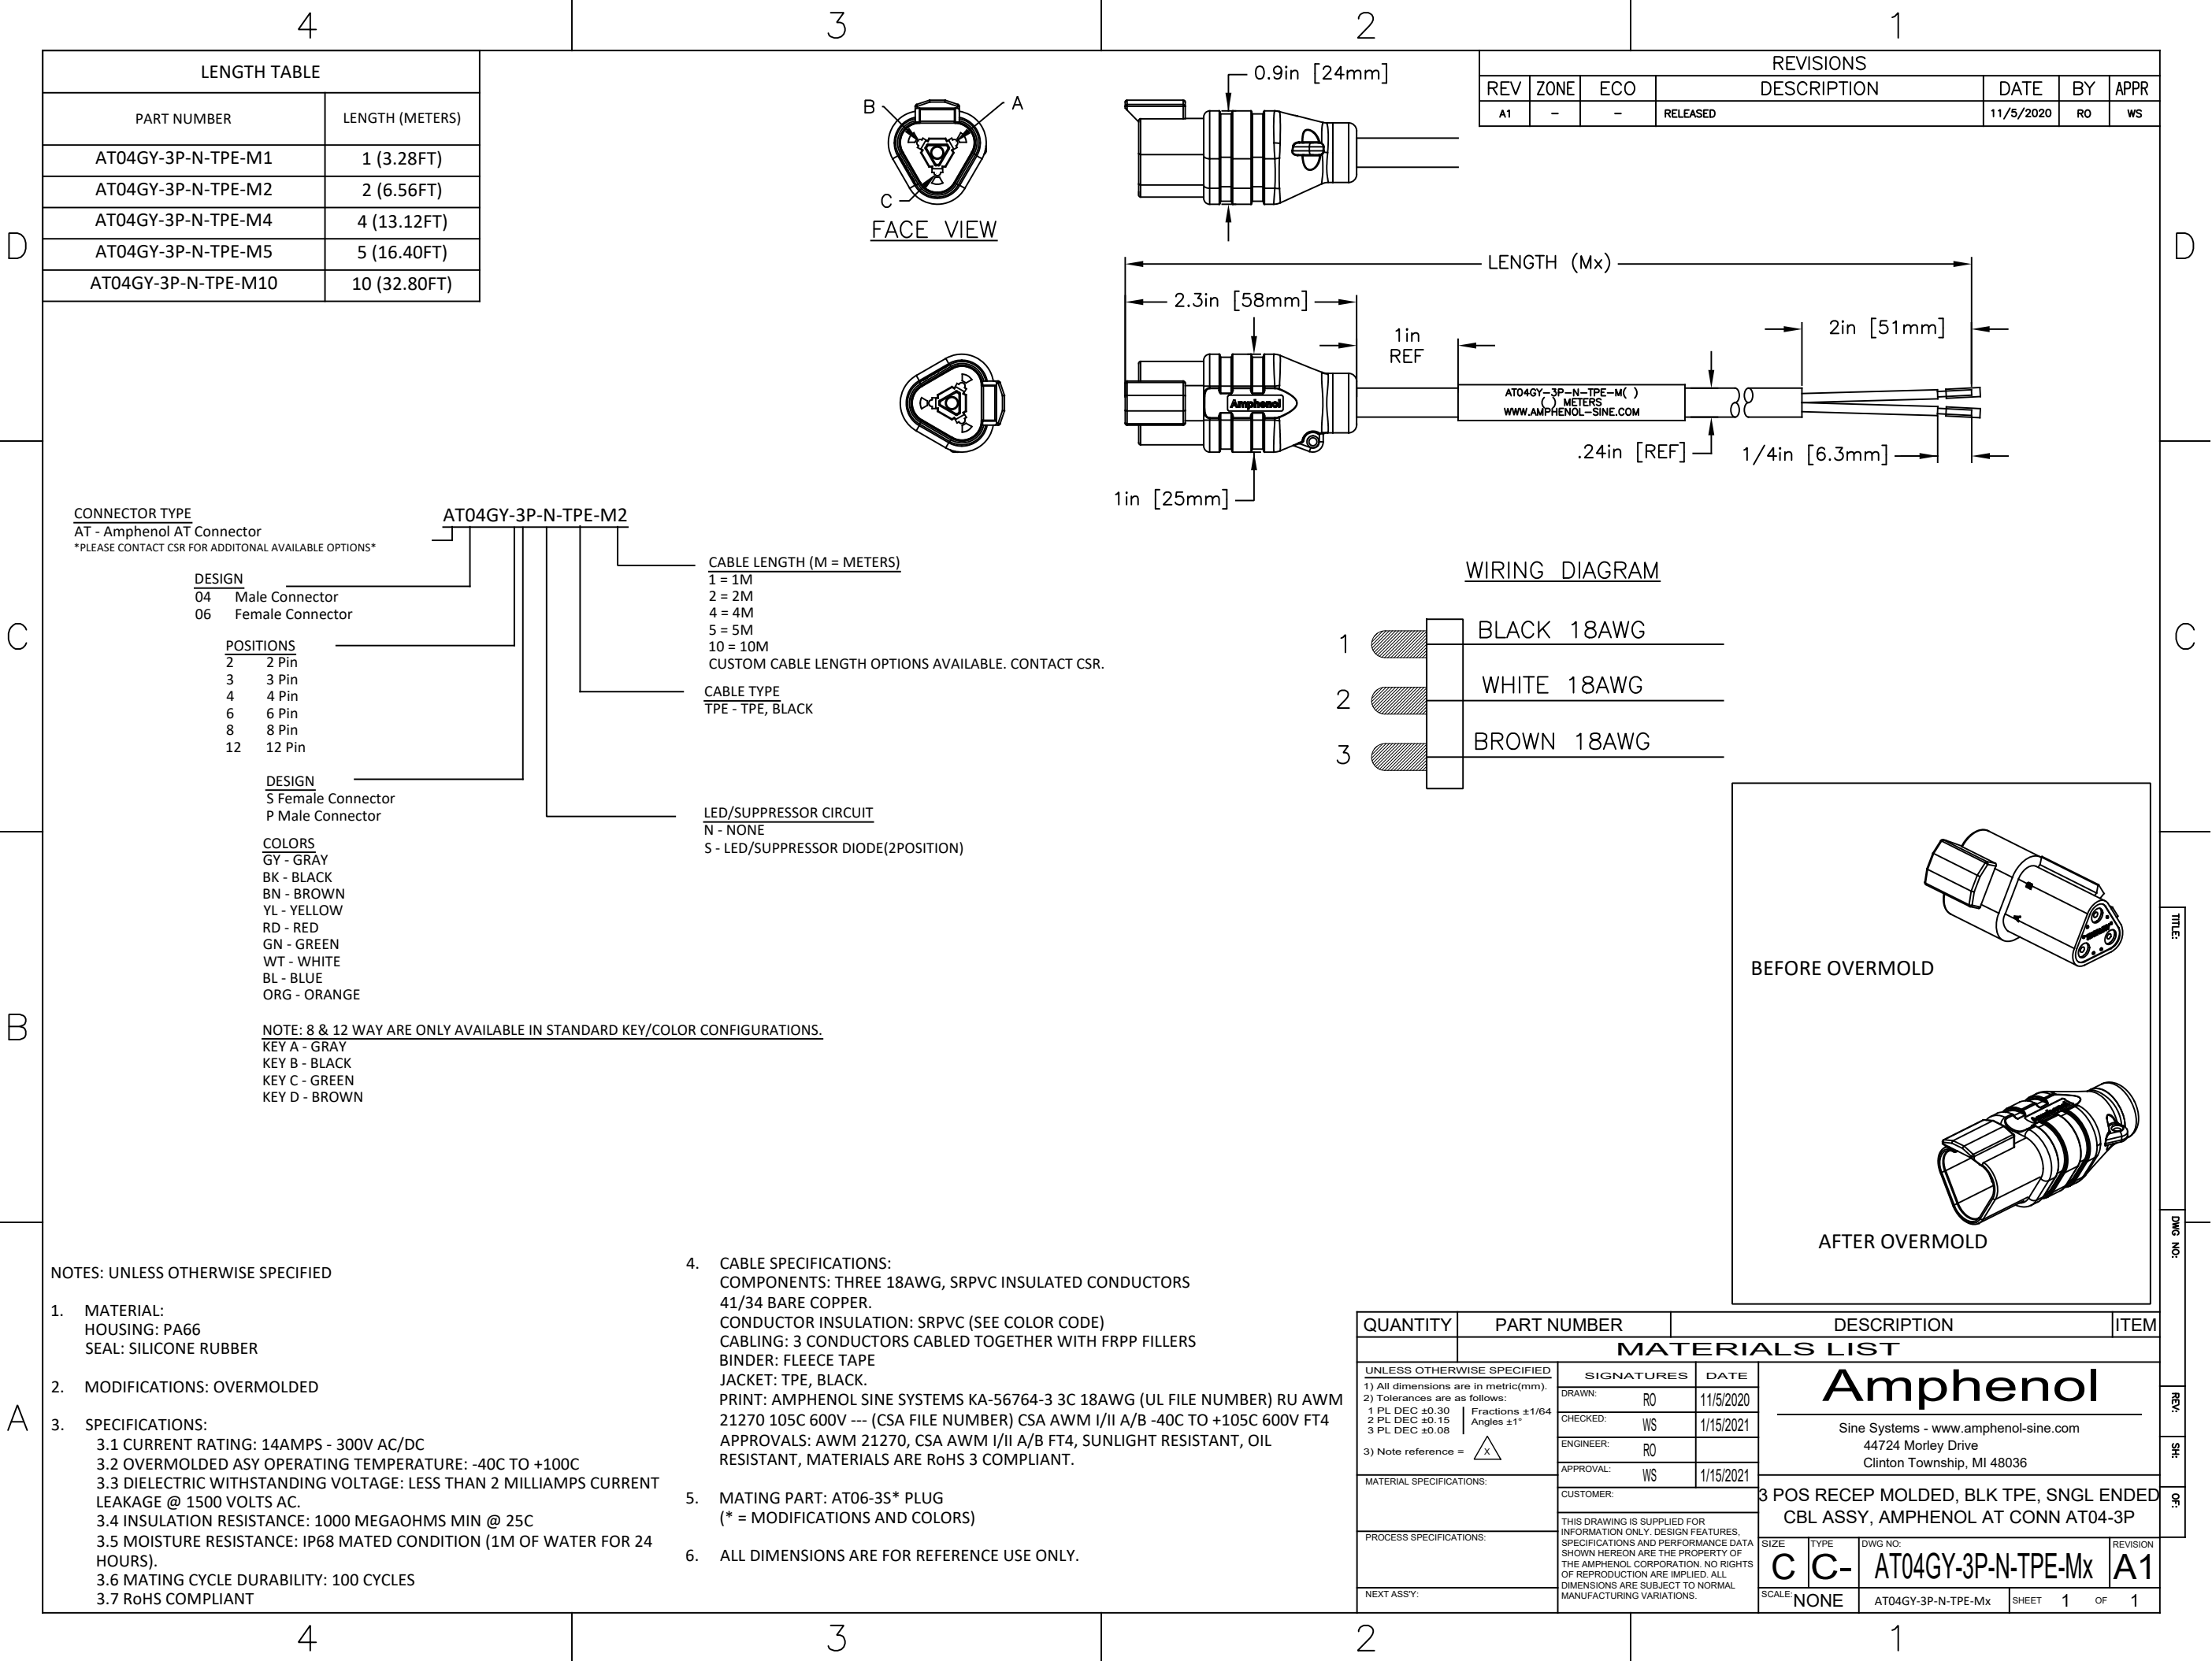 4
3
2
1
LENGTH TABLE
PART NUMBER
LENGTH (METERS)
AT04GY-3P-N-TPE-M1
1 (3.28FT)
AT04GY-3P-N-TPE-M2
2 (6.56FT)
AT04GY-3P-N-TPE-M4
4 (13.12FT)
AT04GY-3P-N-TPE-M5
5 (16.40FT)
AT04GY-3P-N-TPE-M10
10 (32.80FT)
B
A
C
FACE VIEW
0.9in [24mm]
REVISIONS
REV ZONE ECO DESCRIPTION DATE BY APPR
A1 - - RELEASED 11/5/2020 RO WS
D
D
LENGTH (Mx)
2.3in [58mm]
1in
REF
2in [51mm]
Amphenol
AT04GY-3P-N-TPE-M( )
( ) METERS
WWW.AMPHENOL-SINE.COM
.24in [REF]
1/4in [6.3mm]
1in [25mm]
CONNECTOR TYPE
AT - Amphenol AT Connector
*PLEASE CONTACT CSR FOR ADDITONAL AVAILABLE OPTIONS*
AT04GY-3P-N-TPE-M2
DESIGN
04 Male Connector
06 Female Connector
POSITIONS
2 2 Pin
3 3 Pin
4 4 Pin
6 6 Pin
8 8 Pin
12 12 Pin
DESIGN
S Female Connector
P Male Connector
COLORS
GY - GRAY
BK - BLACK
BN - BROWN
YL - YELLOW
RD - RED
GN - GREEN
WT - WHITE
BL - BLUE
ORG - ORANGE
NOTE: 8 & 12 WAY ARE ONLY AVAILABLE IN STANDARD KEY/COLOR CONFIGURATIONS.
KEY A - GRAY
KEY B - BLACK
KEY C - GREEN
KEY D - BROWN
CABLE LENGTH (M = METERS)
1 = 1M
2 = 2M
4 = 4M
5 = 5M
10 = 10M
CUSTOM CABLE LENGTH OPTIONS AVAILABLE. CONTACT CSR.
CABLE TYPE
TPE - TPE, BLACK
LED/SUPPRESSOR CIRCUIT
N - NONE
S - LED/SUPPRESSOR DIODE(2POSITION)
WIRING DIAGRAM
1 BLACK 18AWG
2 WHITE 18AWG
3 BROWN 18AWG
C
C
BEFORE OVERMOLD
AFTER OVERMOLD
B
TITLE:
DWG NO:
REV:
SH:
OF:
A
NOTES: UNLESS OTHERWISE SPECIFIED
1. MATERIAL:
HOUSING: PA66
SEAL: SILICONE RUBBER
2. MODIFICATIONS: OVERMOLDED
3. SPECIFICATIONS:
3.1 CURRENT RATING: 14AMPS - 300V AC/DC
3.2 OVERMOLDED ASY OPERATING TEMPERATURE: -40C TO +100C
3.3 DIELECTRIC WITHSTANDING VOLTAGE: LESS THAN 2 MILLIAMPS CURRENT
LEAKAGE @ 1500 VOLTS AC.
3.4 INSULATION RESISTANCE: 1000 MEGAOHMS MIN @ 25C
3.5 MOISTURE RESISTANCE: IP68 MATED CONDITION (1M OF WATER FOR 24
HOURS).
3.6 MATING CYCLE DURABILITY: 100 CYCLES
3.7 RoHS COMPLIANT
4. CABLE SPECIFICATIONS:
COMPONENTS: THREE 18AWG, SRPVC INSULATED CONDUCTORS
41/34 BARE COPPER.
CONDUCTOR INSULATION: SRPVC (SEE COLOR CODE)
CABLING: 3 CONDUCTORS CABLED TOGETHER WITH FRPP FILLERS
BINDER: FLEECE TAPE
JACKET: TPE, BLACK.
PRINT: AMPHENOL SINE SYSTEMS KA-56764-3 3C 18AWG (UL FILE NUMBER) RU AWM
21270 105C 600V --- (CSA FILE NUMBER) CSA AWM I/II A/B -40C TO +105C 600V FT4
APPROVALS: AWM 21270, CSA AWM I/II A/B FT4, SUNLIGHT RESISTANT, OIL
RESISTANT, MATERIALS ARE RoHS 3 COMPLIANT.
5. MATING PART: AT06-3S* PLUG
(* = MODIFICATIONS AND COLORS)
6. ALL DIMENSIONS ARE FOR REFERENCE USE ONLY.
QUANTITY PART NUMBER DESCRIPTION ITEM
MATERIALS LIST
UNLESS OTHERWISE SPECIFIED
1) All dimensions are in metric(mm).
2) Tolerances are as follows:
1 PL DEC ±0.30 Fractions ±1/64
2 PL DEC ±0.15 Angles ±1°
3 PL DEC ±0.08
3) Note reference = X
MATERIAL SPECIFICATIONS:
PROCESS SPECIFICATIONS:
NEXT ASS'Y:
SIGNATURES DATE
DRAWN: RO 11/5/2020
CHECKED: WS 1/15/2021
ENGINEER: RO
APPROVAL: WS 1/15/2021
CUSTOMER:
THIS DRAWING IS SUPPLIED FOR
INFORMATION ONLY. DESIGN FEATURES,
SPECIFICATIONS AND PERFORMANCE DATA
SHOWN HEREON ARE THE PROPERTY OF
THE AMPHENOL CORPORATION. NO RIGHTS
OF REPRODUCTION ARE IMPLIED. ALL
DIMENSIONS ARE SUBJECT TO NORMAL
MANUFACTURING VARIATIONS.
Amphenol
Sine Systems - www.amphenol-sine.com
44724 Morley Drive
Clinton Township, MI 48036
3 POS RECEP MOLDED, BLK TPE, SNGL ENDED
CBL ASSY, AMPHENOL AT CONN AT04-3P
SIZE C
TYPE C-
DWG NO: AT04GY-3P-N-TPE-Mx
REVISION A1
SCALE: NONE
AT04GY-3P-N-TPE-Mx
SHEET 1 OF 1
4
3
2
1